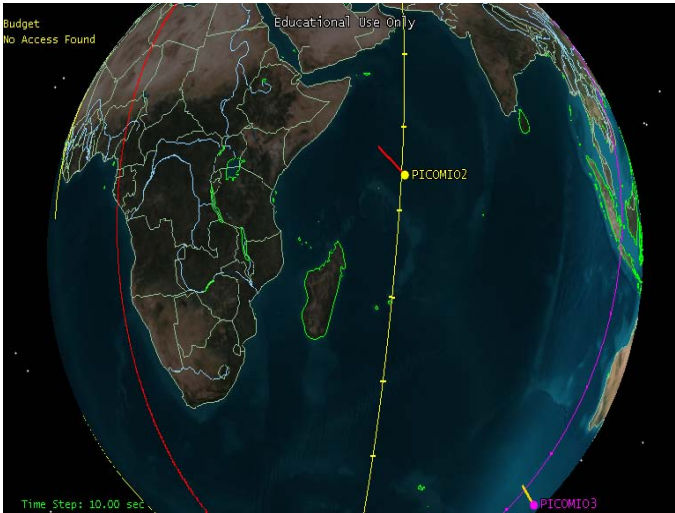 Educational Use Only
Budget
No Access Found
PICOMIO2
Time Step: 10.00 sec
PICOMIO3